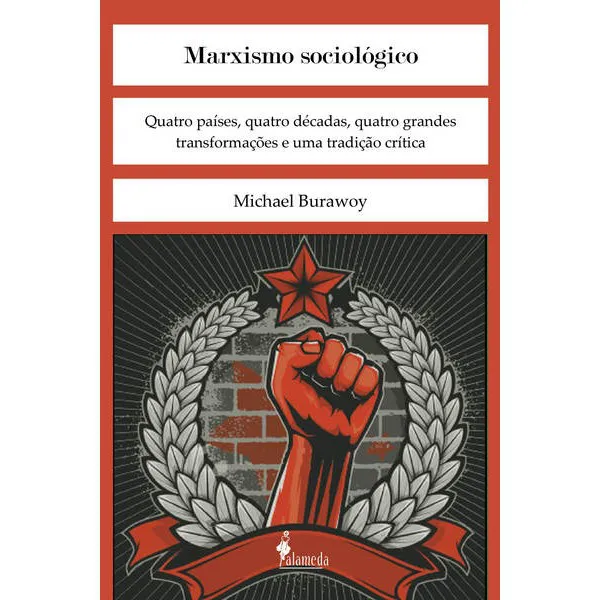 Marxismo sociológico
Quatro países, quatro décadas, quatro grandes
transformações e uma tradição crítica
Michael Burawoy
alameda